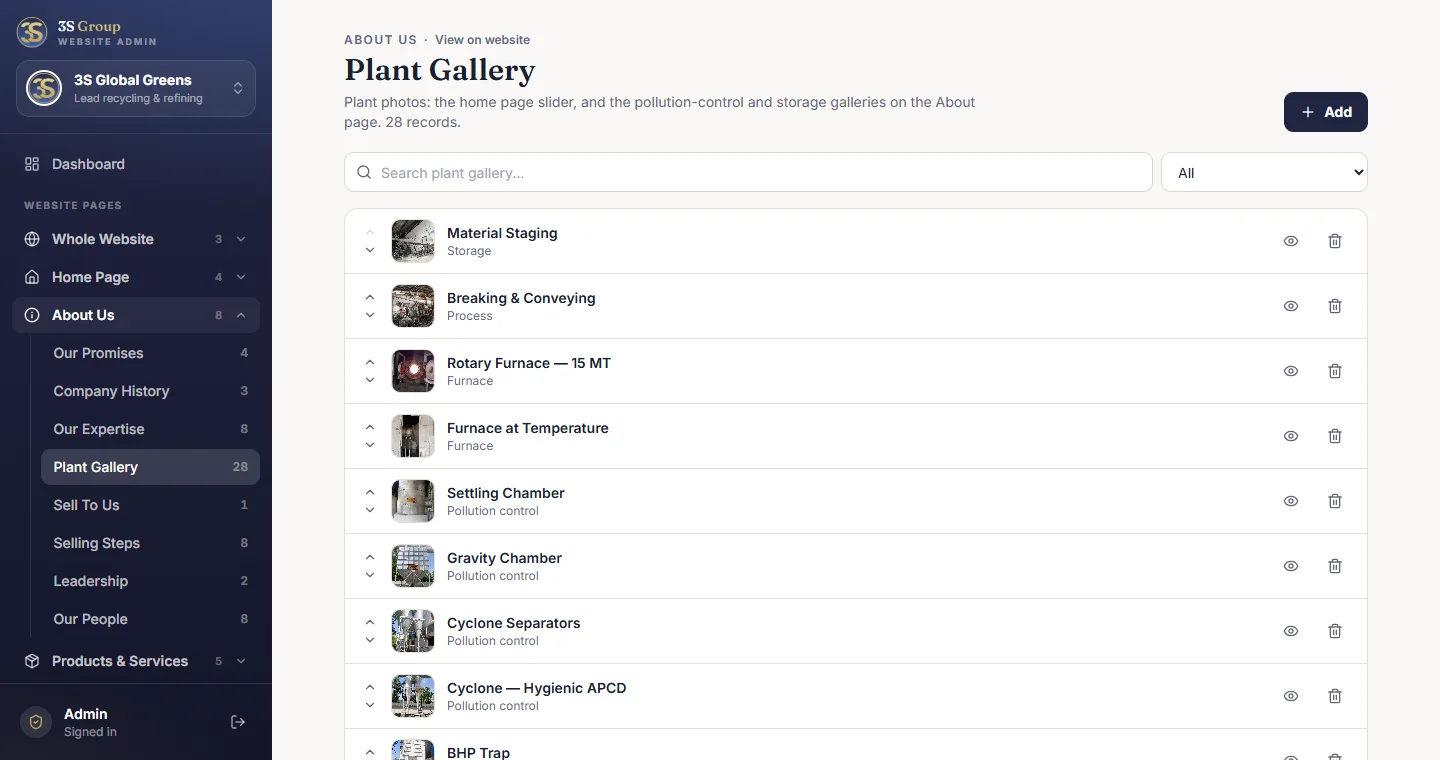 3S Group
WEBSITE ADMIN
3S Global Greens
Lead recycling & refining
Dashboard
WEBSITE PAGES
Whole Website 3
Home Page 4
About Us 8
Our Promises 4
Company History 3
Our Expertise 8
Plant Gallery 28
Sell To Us 1
Selling Steps 8
Leadership 2
Our People 8
Products & Services 5
Admin
Signed in
ABOUT US · View on website
Plant Gallery
Plant photos: the home page slider, and the pollution-control and storage galleries on the About
page. 28 records.
+ Add
Search plant gallery...
All
Material Staging
Storage
Breaking & Conveying
Process
Rotary Furnace — 15 MT
Furnace
Furnace at Temperature
Furnace
Settling Chamber
Pollution control
Gravity Chamber
Pollution control
Cyclone Separators
Pollution control
Cyclone — Hygienic APCD
Pollution control
BHP Trap